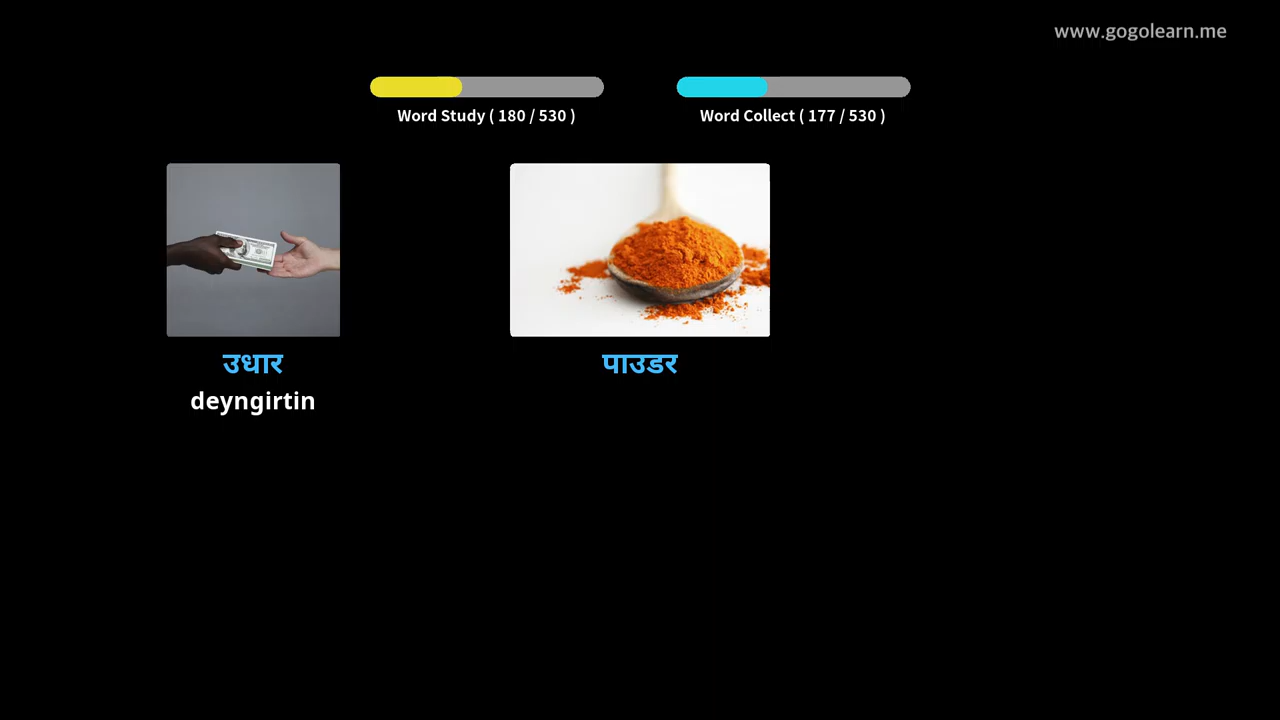 www.gogolearn.me
Word Study ( 180 / 530 )
Word Collect ( 177 / 530 )
उधार
deyngirtin
पाउडर